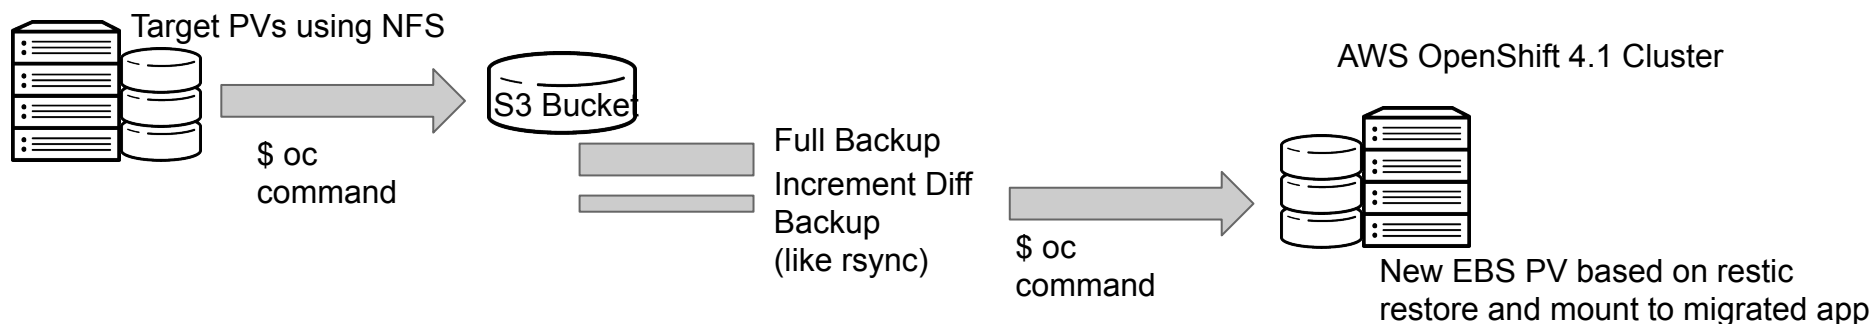 Target PVs using NFS
$ oc
command
S3 Bucket
Full Backup
Increment Diff
Backup
(like rsync)
$ oc
command
AWS OpenShift 4.1 Cluster
New EBS PV based on restic
restore and mount to migrated app